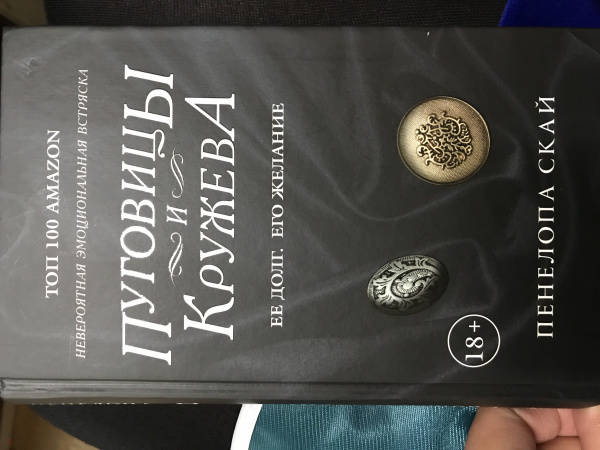 ТОП 100 AMAZON
НЕВЕРОЯТНАЯ ЭМОЦИОНАЛЬНАЯ ВСТРЯСКА
ПУГОВИЦЫ
И
КРУЖЕВА
ЕЕ ДОЛГ. ЕГО ЖЕЛАНИЕ
18+
ПЕНЕЛОПА СКАЙ